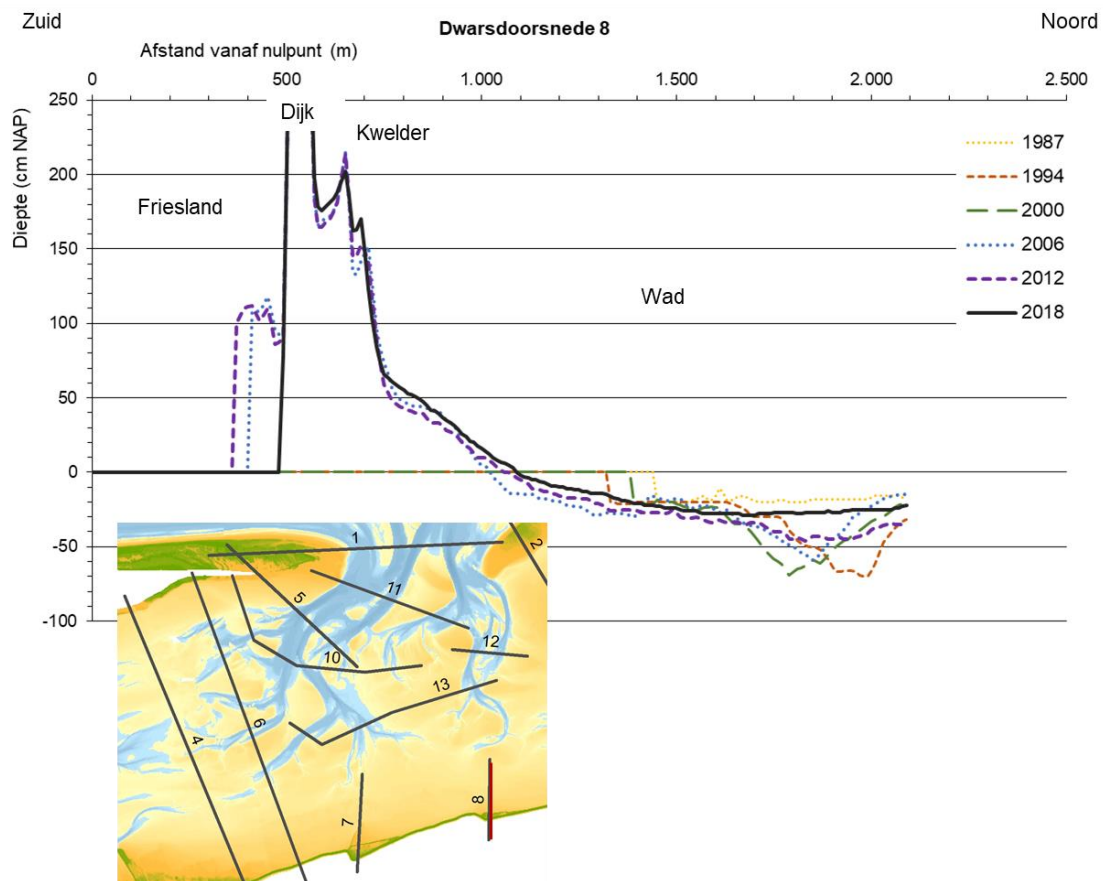 Zuid
Noord
Dwarsdoorsnede 8
Afstand vanaf nulpunt (m)
0 500 1.000 1.500 2.000 2.500
Diepte (cm NAP)
250
200
150
100
50
0
-50
-100
Dijk
Kwelder
Friesland
Wad
1987
1994
2000
2006
2012
2018
1
2
5
11
12
10
13
4
6
7
8